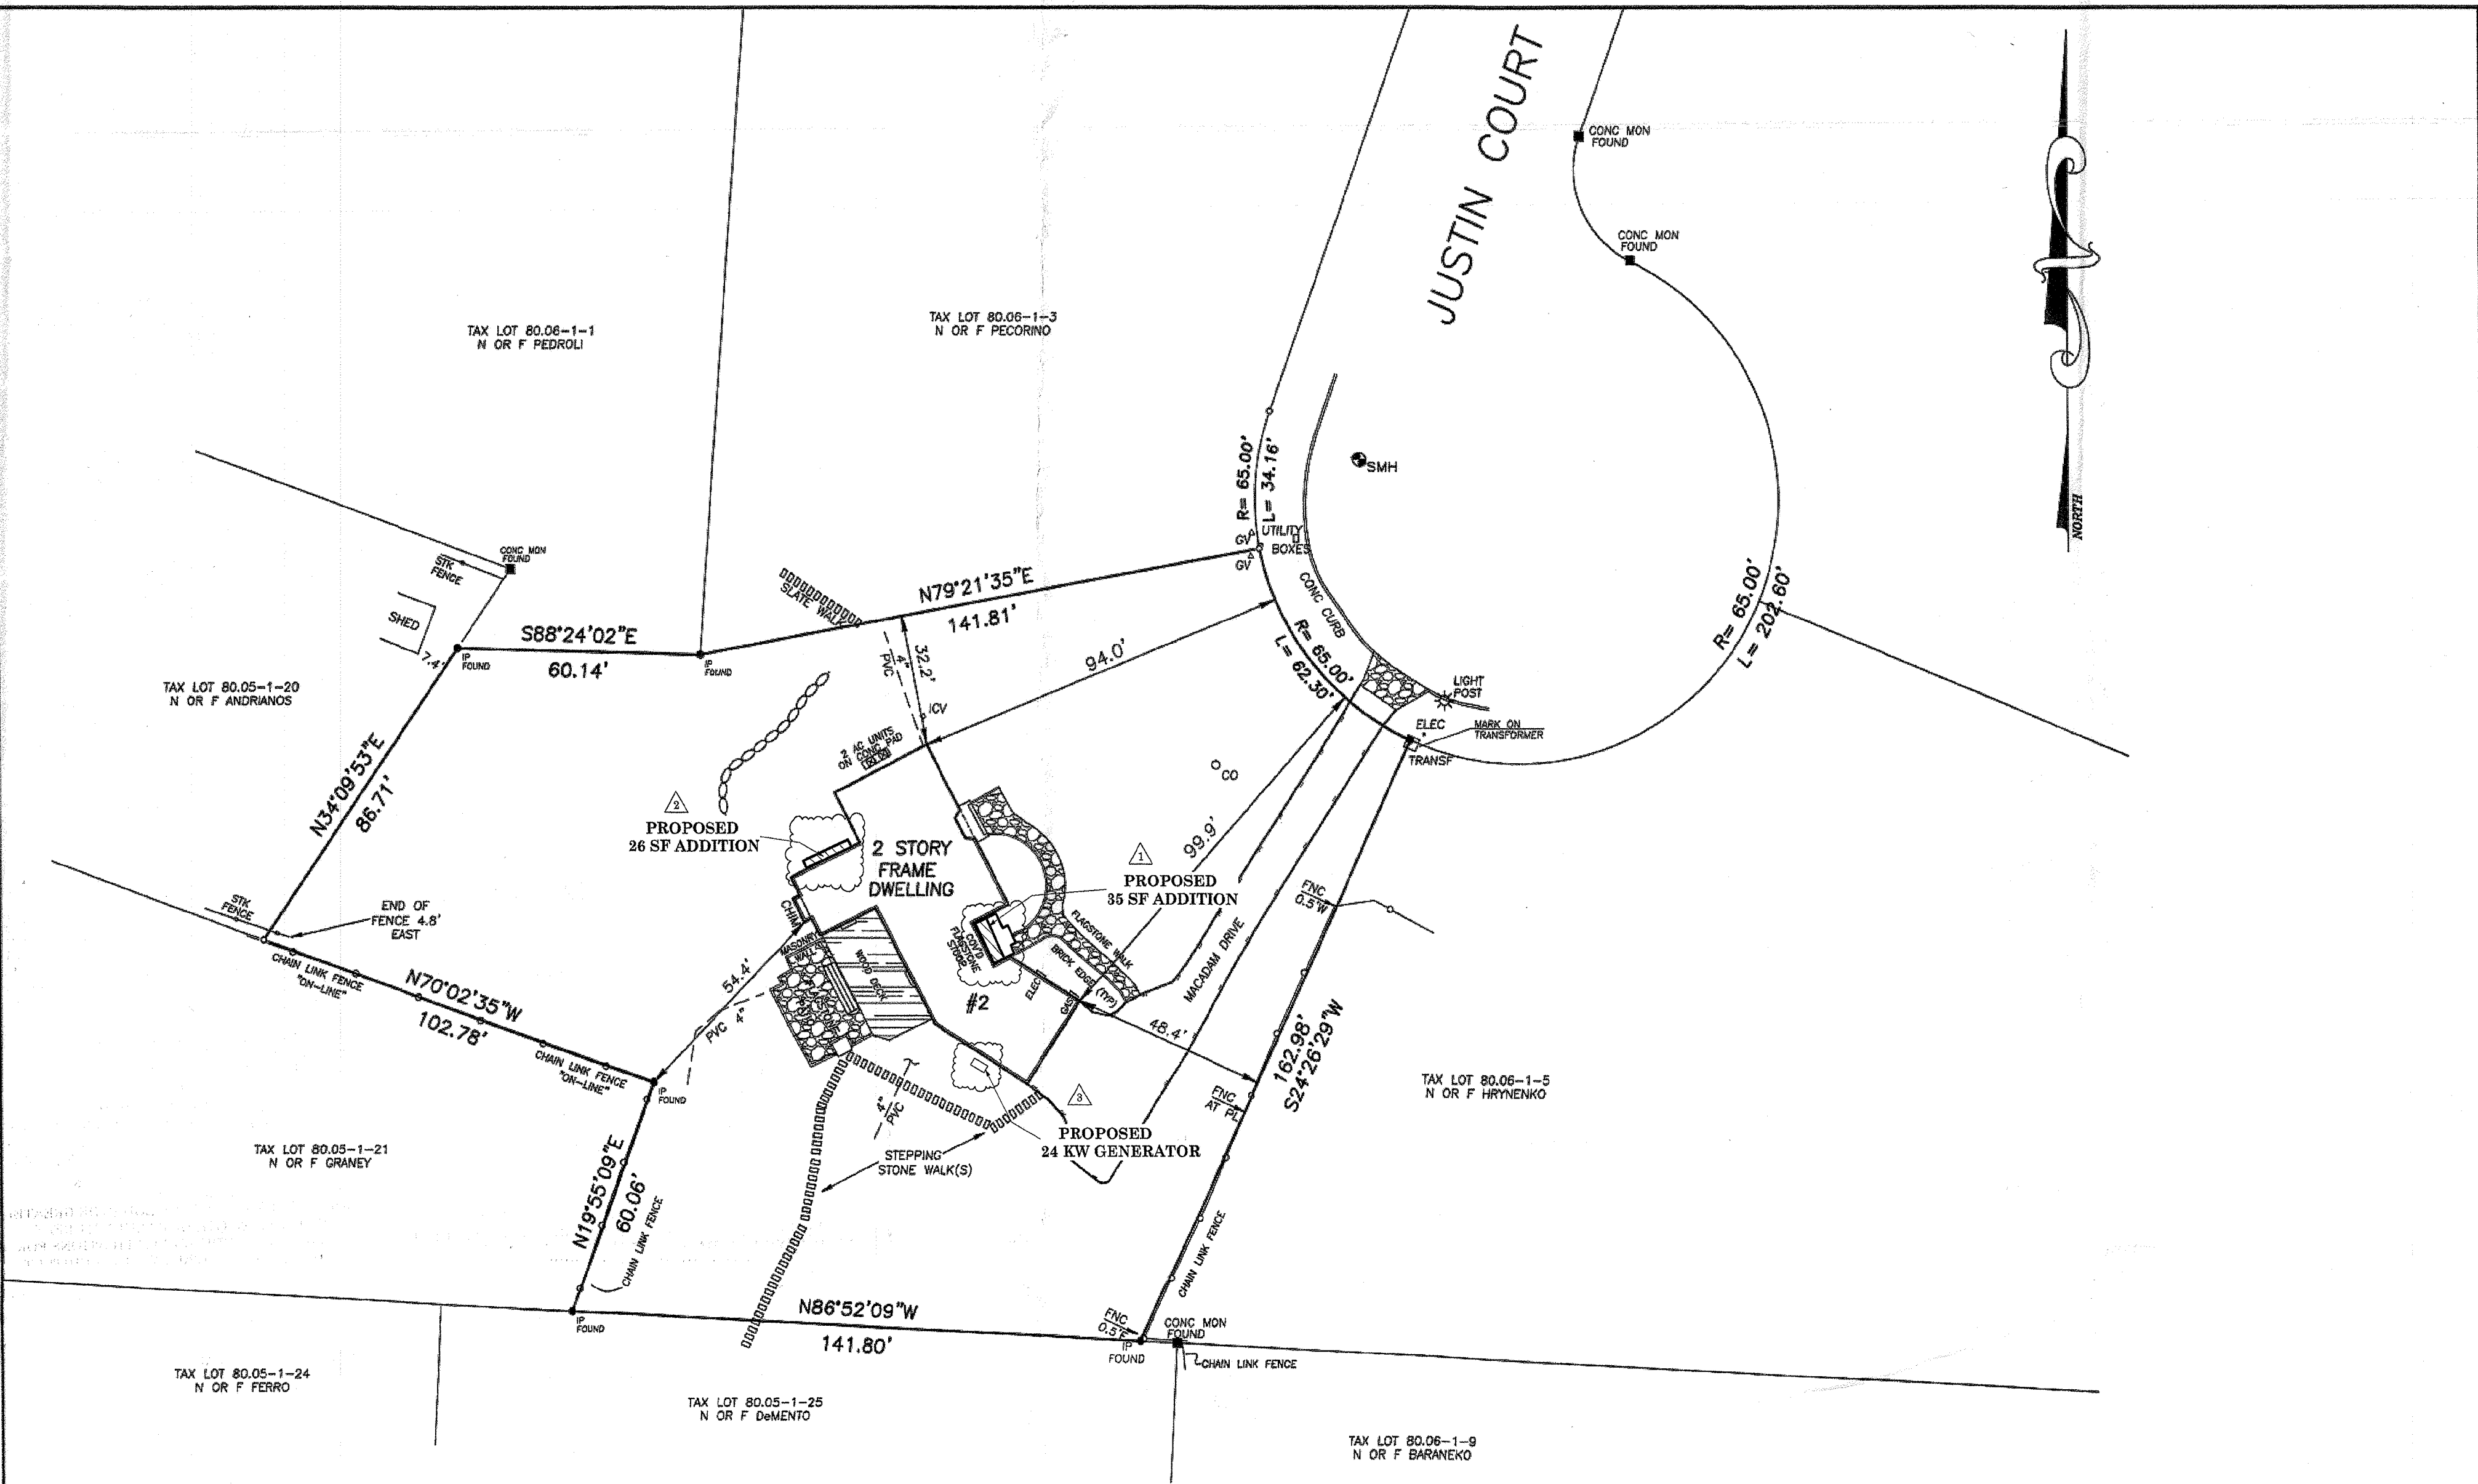 JUSTIN COURT
CONC MON
FOUND
CONC MON
FOUND
TAX LOT 80.06-1-1
N OR F PEDROLI
TAX LOT 80.06-1-3
N OR F PECORINO
NORTH
R= 65.00'
L= 34.16'
SMH
GV
UTILITY
BOXES
GV
CONC CURB
R= 65.00'
L= 62.30'
R= 65.00'
L= 202.60'
CONC MON
FOUND
STK
FENCE
SHED
7.4'
IP
FOUND
S88°24'02"E
60.14'
IP
FOUND
SLATE WALK
N79°21'35"E
141.81'
4"
PVC
32.2'
94.0'
ICV
LIGHT
POST
ELEC
TRANSF
MARK ON
TRANSFORMER
TAX LOT 80.05-1-20
N OR F ANDRIANOS
N34°09'53"E
86.71'
2 AC UNITS
ON CONC PAD
CO
2
PROPOSED
26 SF ADDITION
2 STORY
FRAME
DWELLING
99.9'
1
PROPOSED
35 SF ADDITION
FNC
0.5'W
STK
FENCE
END OF
FENCE 4.8'
EAST
CHIM
MASONRY
WALL
WOOD DECK
COV'D
FLAGSTONE
STOOP
FLAGSTONE WALK
BRICK EDGE (TYP)
MACADAM DRIVE
CHAIN LINK FENCE
"ON-LINE"
N70°02'35"W
102.78'
CHAIN LINK FENCE
"ON-LINE"
54.4'
PVC
4"
#2
ELEC
GAS
48.4'
162.98'
S24°26'29"W
IP
FOUND
FNC
AT PL
TAX LOT 80.06-1-5
N OR F HRYNENKO
3
PROPOSED
24 KW GENERATOR
4"
PVC
STEPPING
STONE WALK(S)
TAX LOT 80.05-1-21
N OR F GRANEY
N19°55'09"E
60.06'
CHAIN LINK FENCE
CHAIN LINK FENCE
IP
FOUND
N86°52'09"W
141.80'
FNC
0.5'E
IP
FOUND
CONC MON
FOUND
CHAIN LINK FENCE
TAX LOT 80.05-1-24
N OR F FERRO
TAX LOT 80.05-1-25
N OR F DeMENTO
TAX LOT 80.06-1-9
N OR F BARANEKO